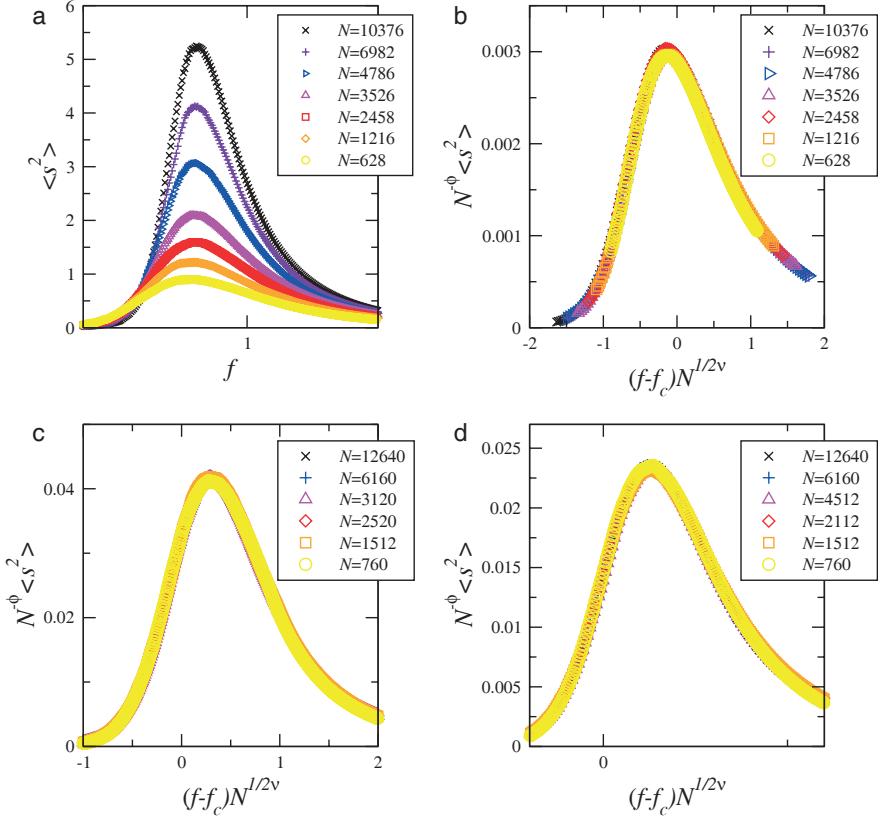 a
6
5
4
3
2
1
0
<s²>
1
f
N=10376
N=6982
N=4786
N=3526
N=2458
N=1216
N=628
b
0.003
0.002
0.001
0
N^-ϕ <s²>
-2 -1 0 1 2
(f-f_c)N^1/2ν
N=10376
N=6982
N=4786
N=3526
N=2458
N=1216
N=628
c
0.04
0.02
0
N^-ϕ <s²>
-1 0 1 2
(f-f_c)N^1/2ν
N=12640
N=6160
N=3120
N=2520
N=1512
N=760
d
0.025
0.02
0.015
0.01
0.005
0
N^-ϕ <s²>
0
(f-f_c)N^1/2ν
N=12640
N=6160
N=4512
N=2112
N=1512
N=760